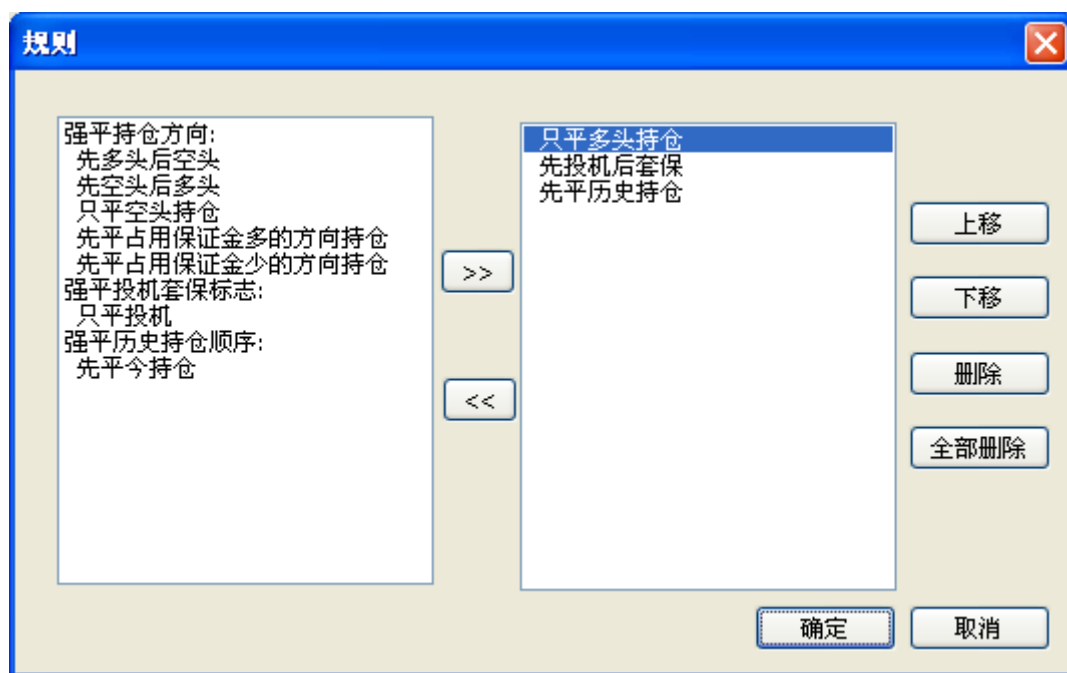 规则
强平持仓方向:
先多头后空头
先空头后多头
只平空头持仓
先平占用保证金多的方向持仓
先平占用保证金少的方向持仓
强平投机套保标志:
只平投机
强平历史持仓顺序:
先平今持仓
>>
<<
只平多头持仓
先投机后套保
先平历史持仓
上移
下移
删除
全部删除
确定
取消